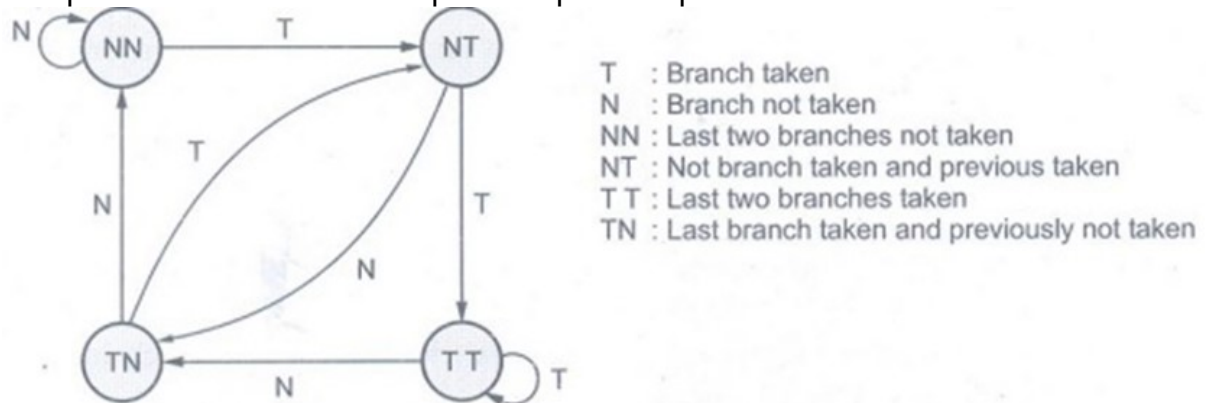 N
NN
T
NT
T
N
T
N
TN
N
T T
T
T : Branch taken
N : Branch not taken
NN : Last two branches not taken
NT : Not branch taken and previous taken
T T : Last two branches taken
TN : Last branch taken and previously not taken